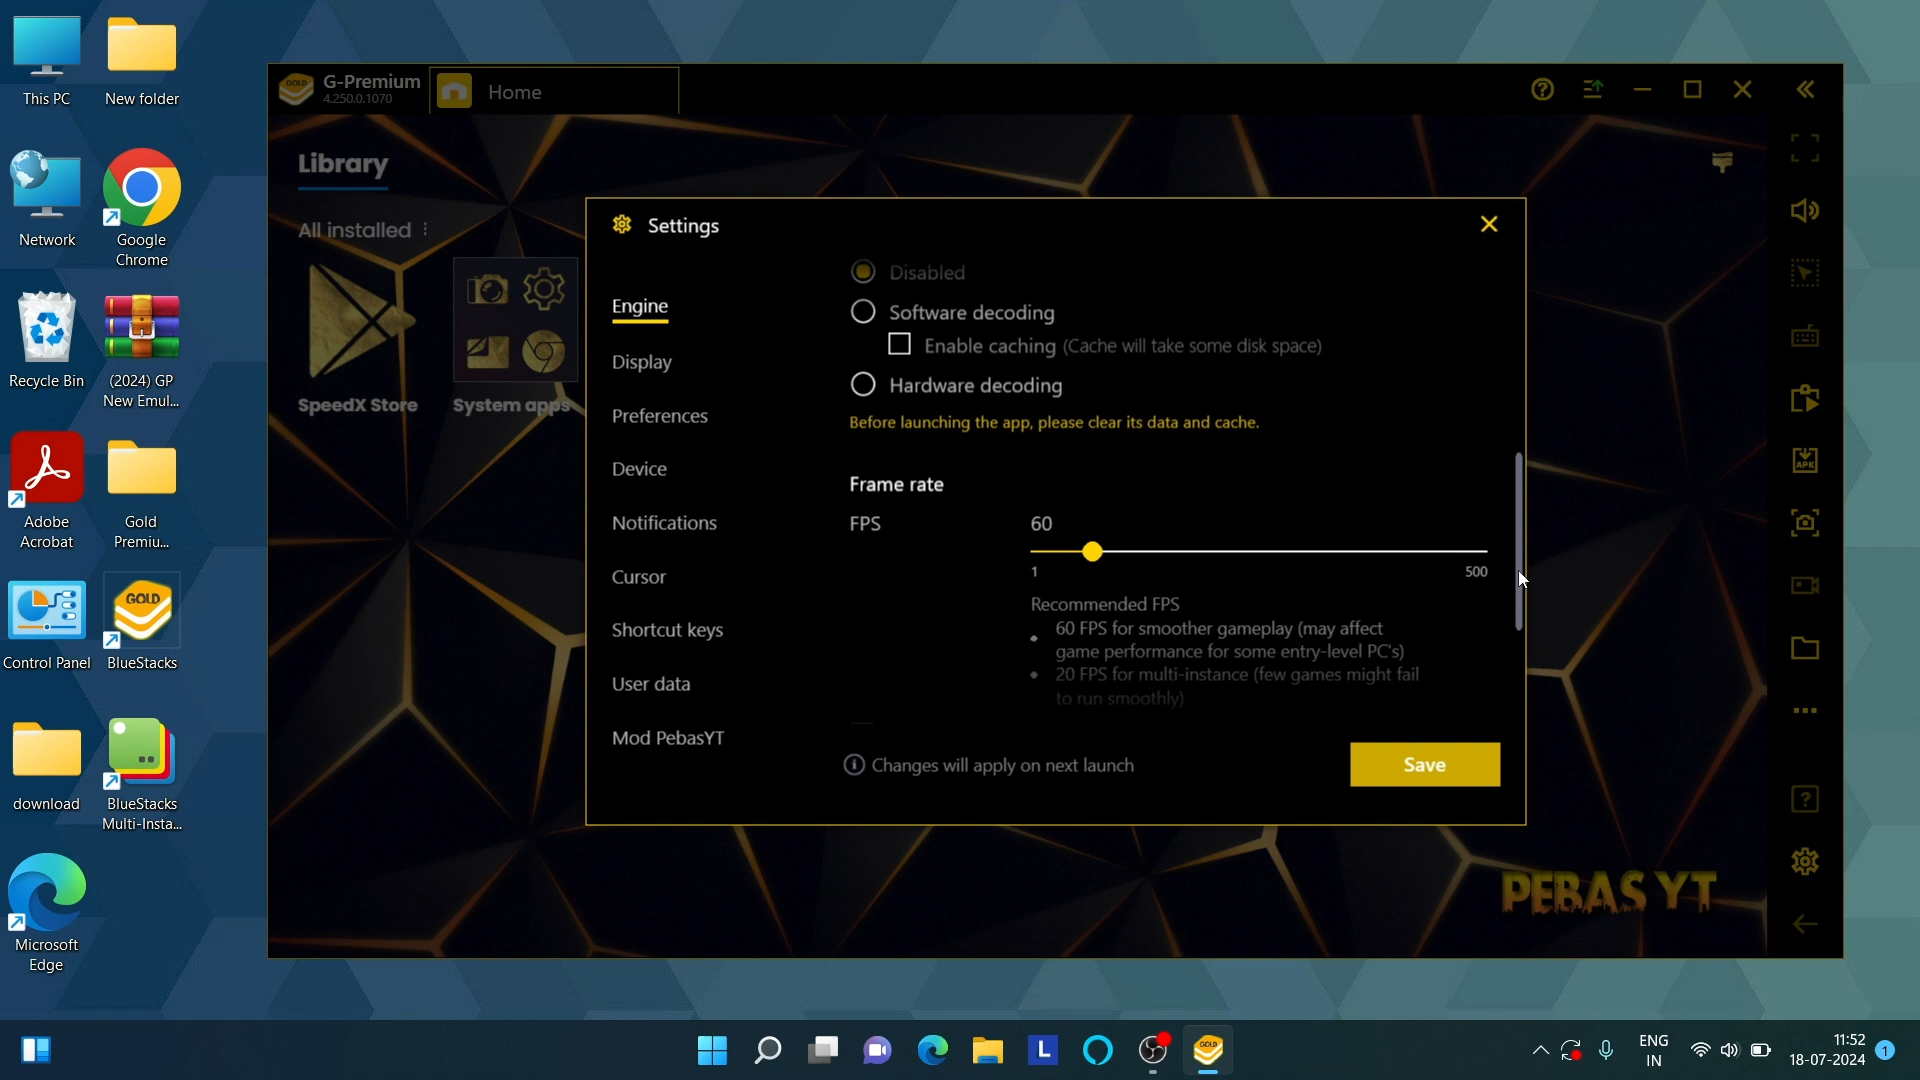 This PC
New folder
Network
Google
Chrome
Recycle Bin
(2024) GP
New Emul...
Adobe
Acrobat
Gold
Premiu...
Control Panel
GOLD
BlueStacks
download
BlueStacks
Multi-Insta...
Microsoft
Edge
GOLD
G-Premium
4.250.0.1070
Home
Library
All installed
SpeedX Store
System apps
Settings
Engine
Display
Preferences
Device
Notifications
Cursor
Shortcut keys
User data
Mod PebasYT
Disabled
Software decoding
Enable caching (Cache will take some disk space)
Hardware decoding
Before launching the app, please clear its data and cache.
Frame rate
FPS
60
1
500
Recommended FPS
• 60 FPS for smoother gameplay (may affect
game performance for some entry-level PC's)
• 20 FPS for multi-instance (few games might fail
to run smoothly)
Changes will apply on next launch
Save
APK
PEBAS YT
L
GOLD
ENG
IN
11:52
18-07-2024
1